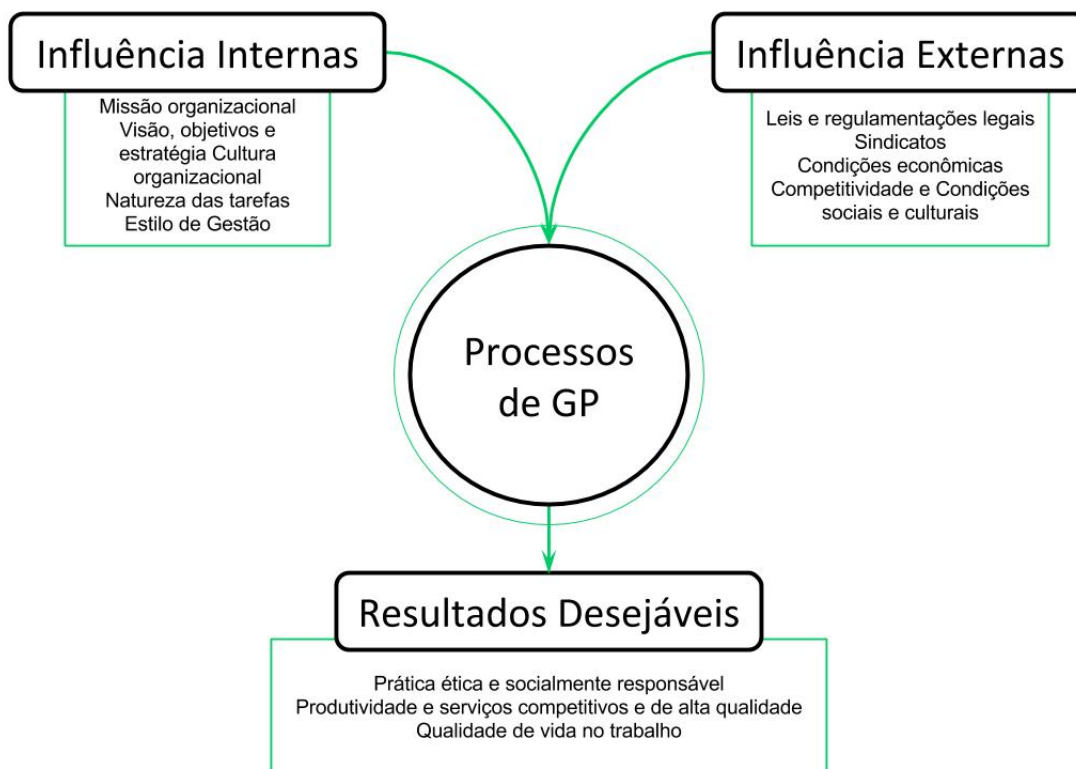 Influência Internas
Missão organizacional
Visão, objetivos e
estratégia Cultura
organizacional
Natureza das tarefas
Estilo de Gestão
Influência Externas
Leis e regulamentações legais
Sindicatos
Condições econômicas
Competitividade e Condições
sociais e culturais
Processos
de GP
Resultados Desejáveis
Prática ética e socialmente responsável
Produtividade e serviços competitivos e de alta qualidade
Qualidade de vida no trabalho